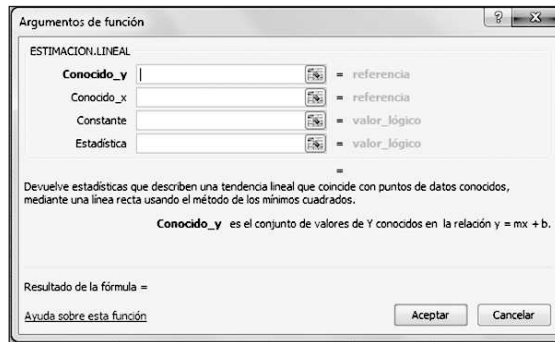 Argumentos de función
ESTIMACION.LINEAL
Conocido_y = referencia
Conocido_x = referencia
Constante = valor_lógico
Estadística = valor_lógico
=
Devuelve estadísticas que describen una tendencia lineal que coincide con puntos de datos conocidos,
mediante una línea recta usando el método de los mínimos cuadrados.
Conocido_y es el conjunto de valores de Y conocidos en la relación y = mx + b.
Resultado de la fórmula =
Ayuda sobre esta función
Aceptar Cancelar